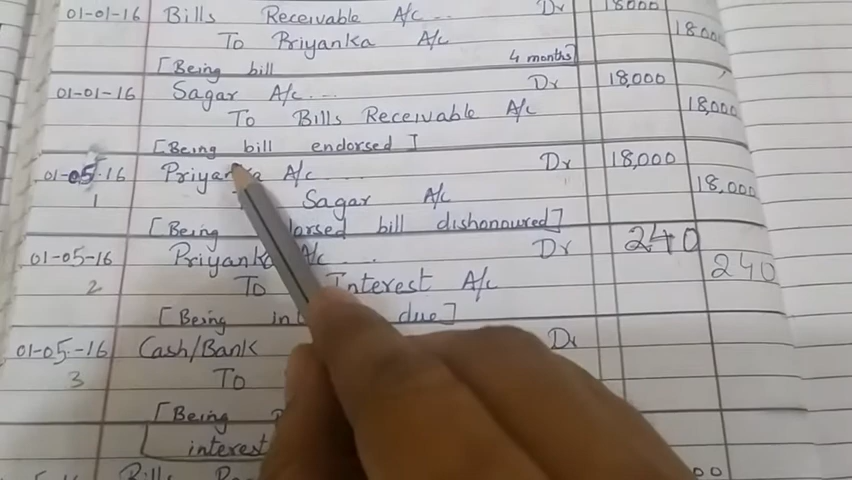 01-01-16 Bills Receivable A/c... Dr 18000
To Priyanka A/c 18000
[Being bill 4 months]
01-01-16 Sagar A/c.... Dr 18,000
To Bills Receivable A/c 18,000
[Being bill endorsed]
01-05-16 A/c.... Dr 18,000
1 Sagar A/c 18,000
[Being bill dishonoured]
01-05-16 Priyanka A/c... Dr 240
2 To Interest A/c 240
[Being due]
01-05-16 Cash/Bank Dr
3 To
[Being
interest
Bills